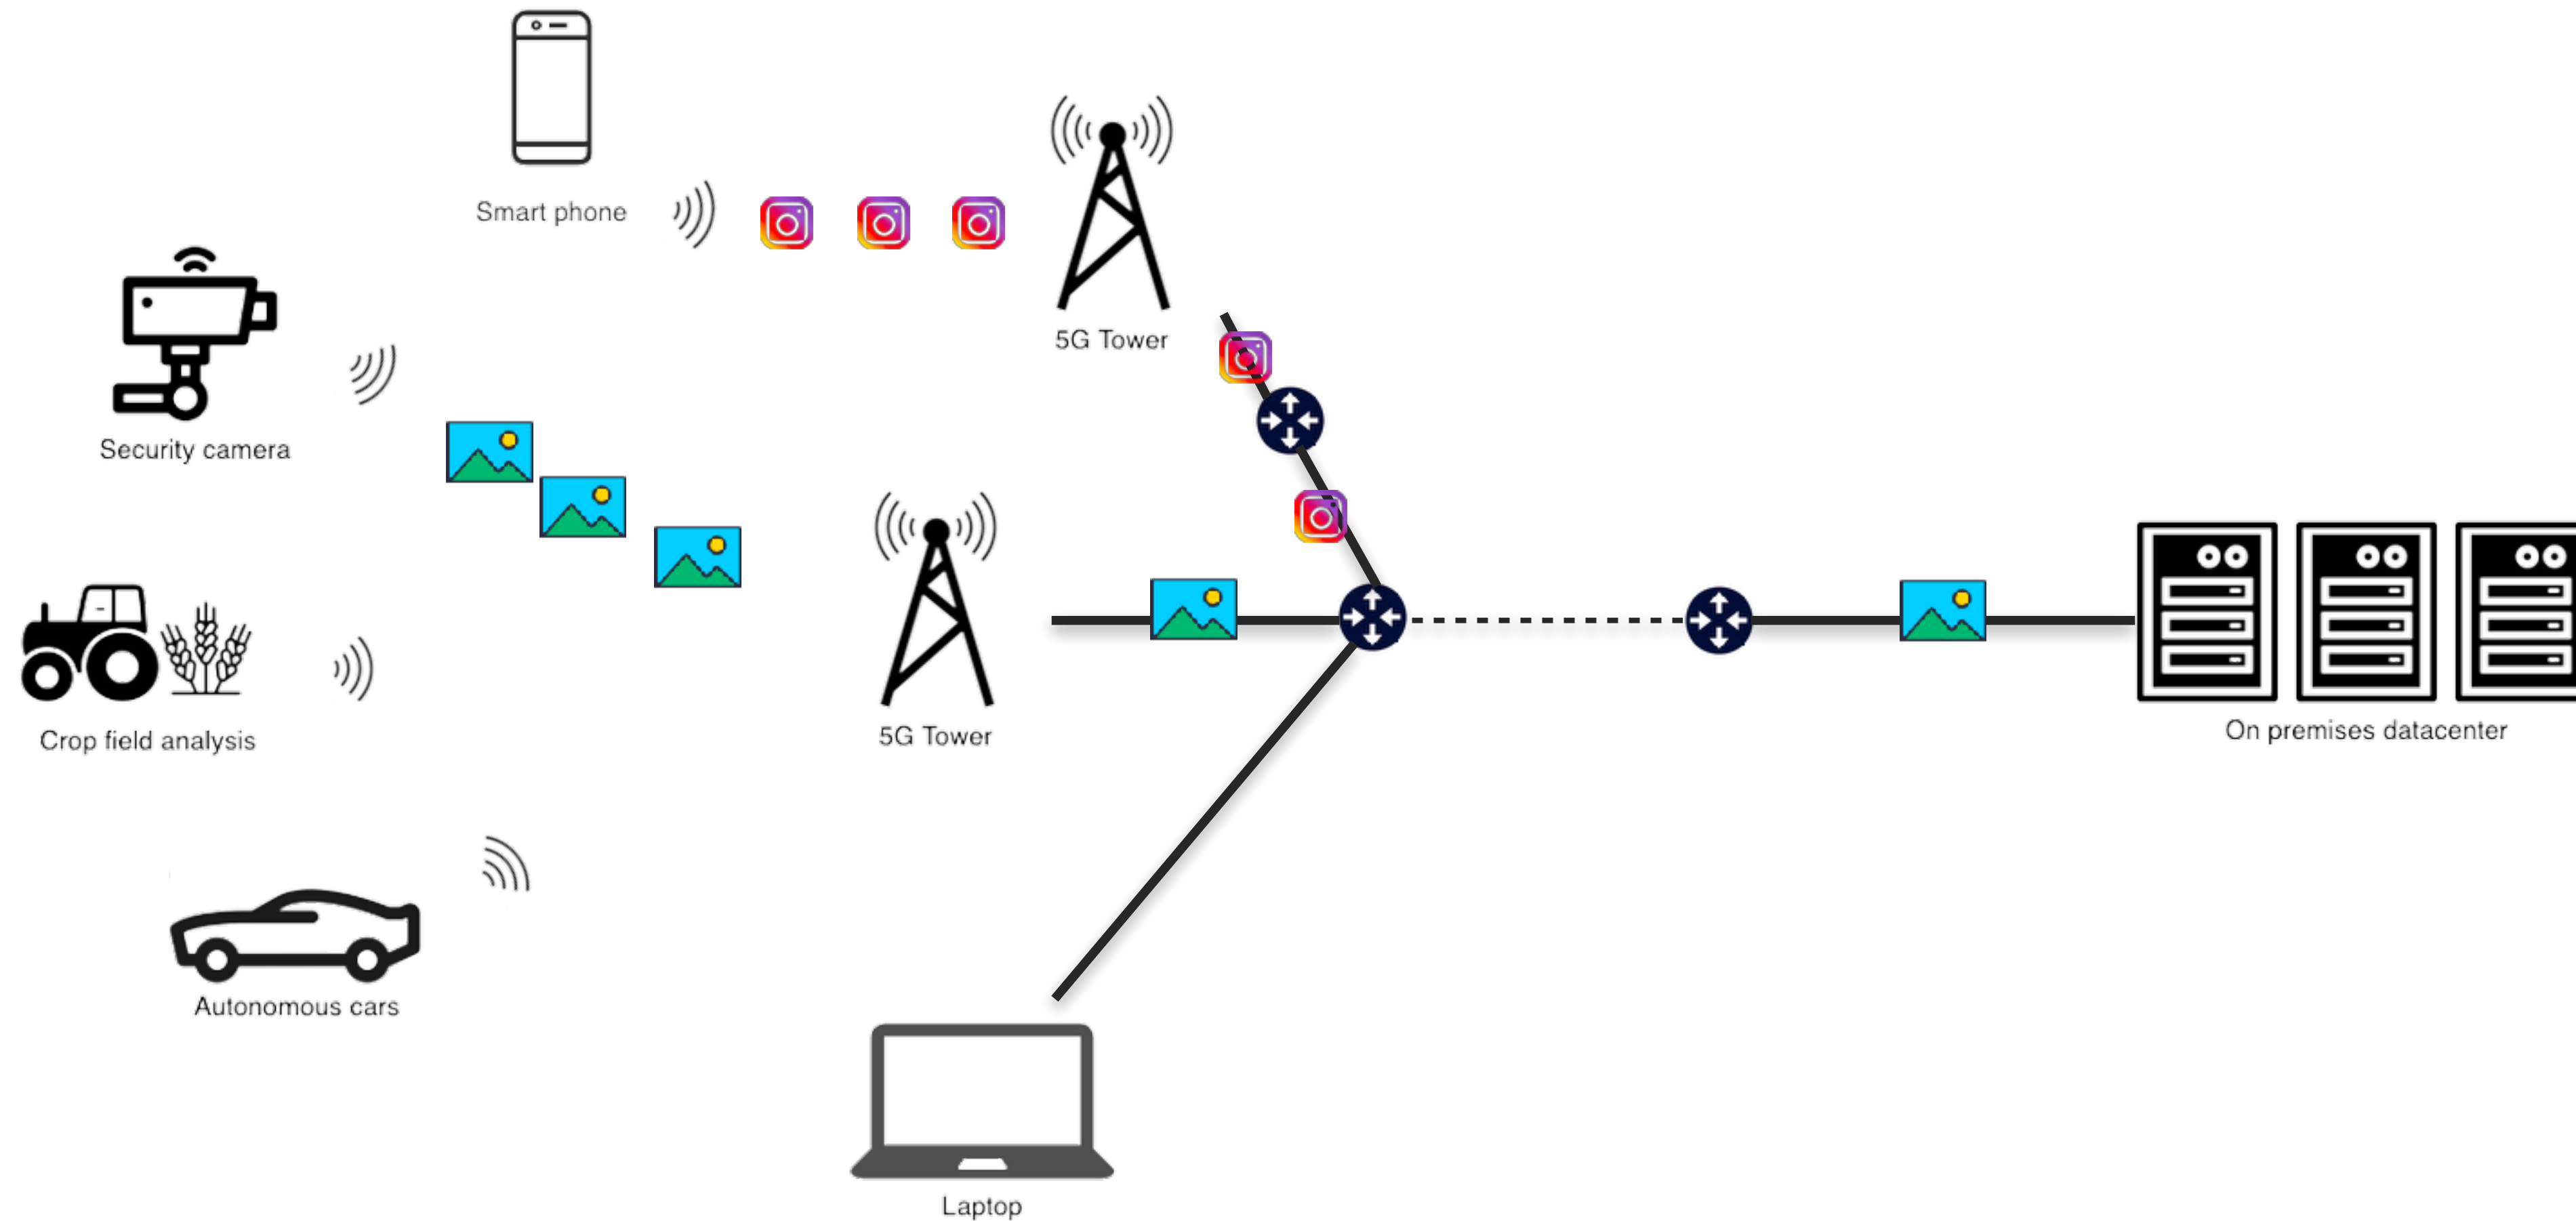 Smart phone
5G Tower
Security camera
5G Tower
Crop field analysis
On premises datacenter
Autonomous cars
Laptop